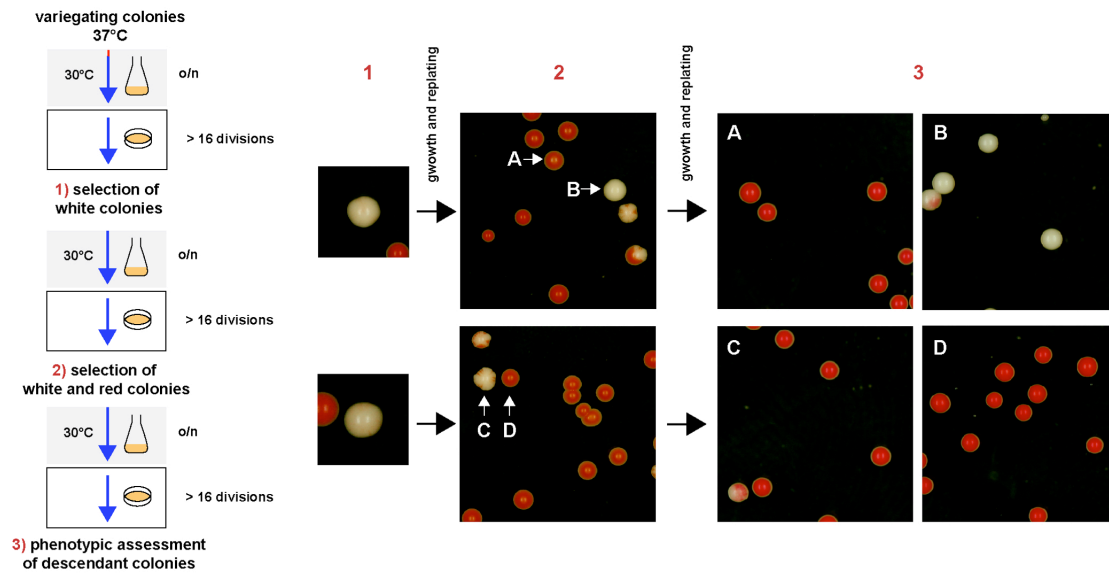 variegating colonies
37°C
30°C
o/n
> 16 divisions
1) selection of
white colonies
30°C
o/n
> 16 divisions
2) selection of
white and red colonies
30°C
o/n
> 16 divisions
3) phenotypic assessment
of descendant colonies
1
gwowth and replating
2
gwowth and replating
3
A
B
C
D
A
B
C
D